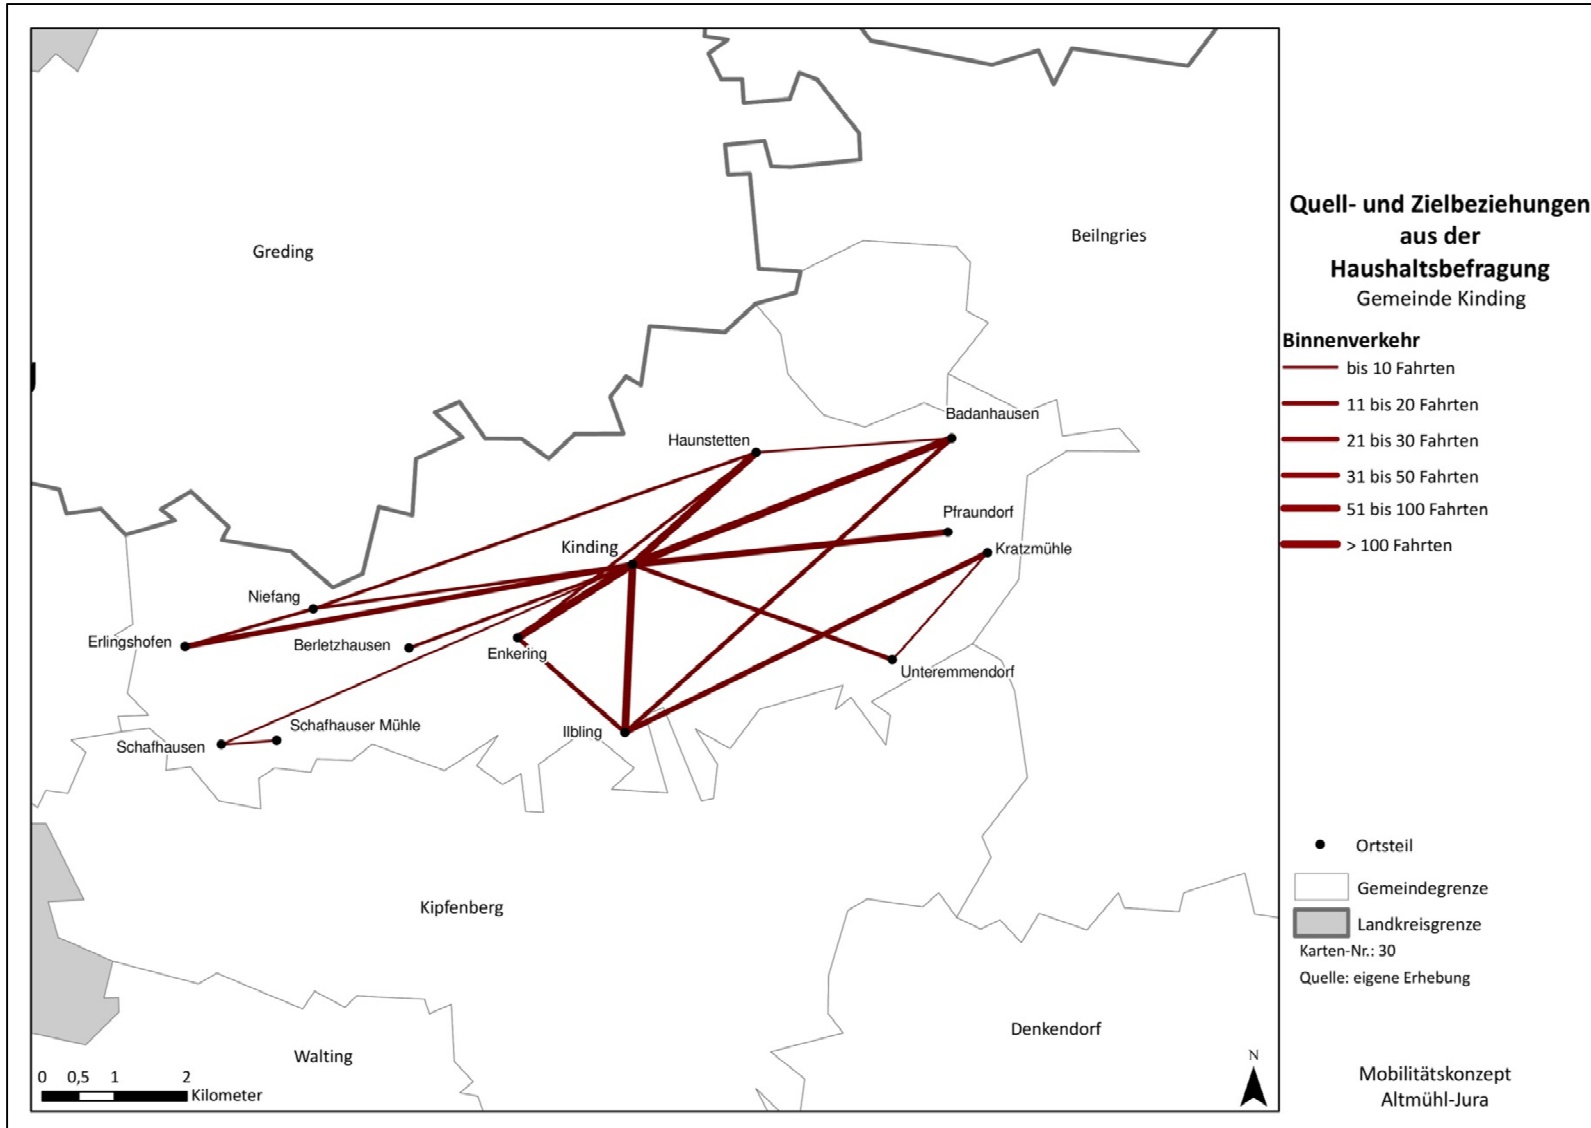 Greding
Beilngries
Badanhausen
Haunstetten
Pfraundorf
Kinding
Kratzmühle
Niefang
Erlingshofen
Berletzhausen
Enkering
Unteremmendorf
Schafhauser Mühle
Ilbling
Schafhausen
Kipfenberg
Denkendorf
Walting
0 0,5 1 2
Kilometer
N
Quell- und Zielbeziehungen
aus der
Haushaltsbefragung
Gemeinde Kinding
Binnenverkehr
bis 10 Fahrten
11 bis 20 Fahrten
21 bis 30 Fahrten
31 bis 50 Fahrten
51 bis 100 Fahrten
> 100 Fahrten
Ortsteil
Gemeindegrenze
Landkreisgrenze
Karten-Nr.: 30
Quelle: eigene Erhebung
Mobilitätskonzept
Altmühl-Jura